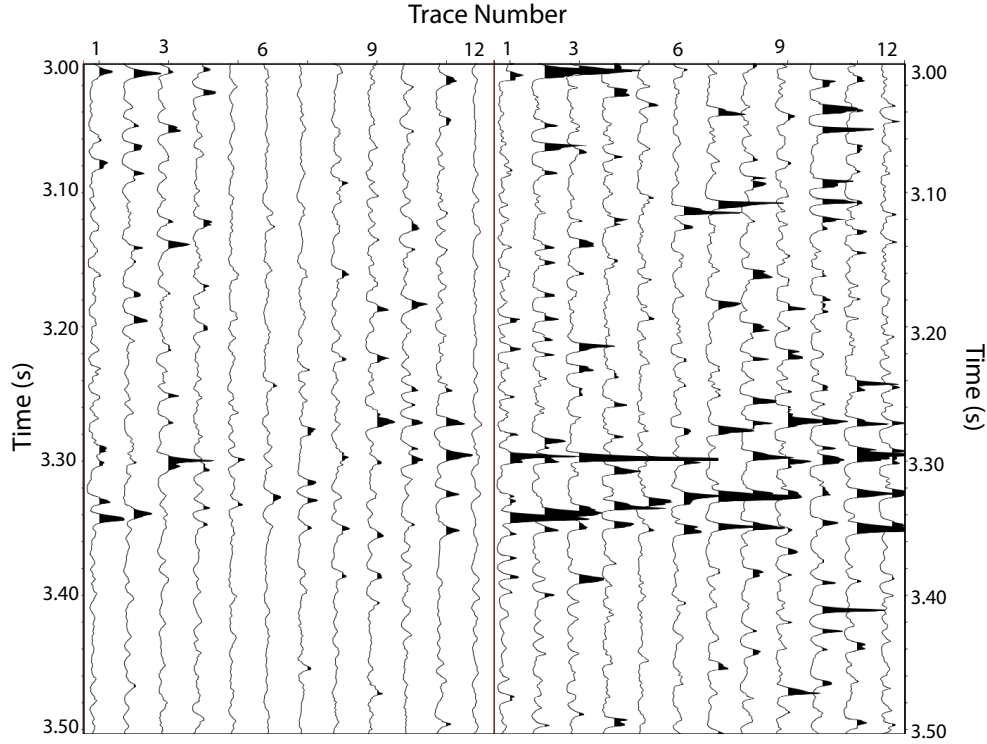 Trace Number
1 3 6 9 12 1 3 6 9 12
3.00 3.00
3.10 3.10
3.20 3.20
Time (s) Time (s)
3.30 3.30
3.40 3.40
3.50 3.50